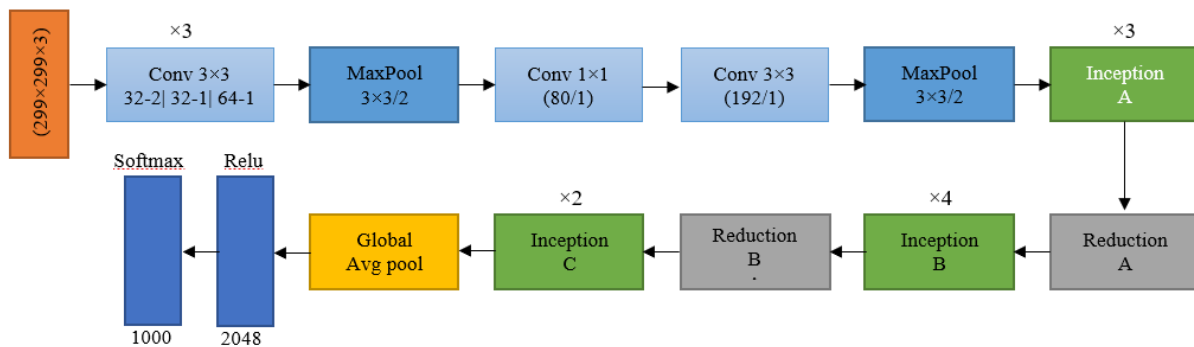 (299×299×3)
×3
Conv 3×3
32-2| 32-1| 64-1
MaxPool
3×3/2
Conv 1×1
(80/1)
Conv 3×3
(192/1)
MaxPool
3×3/2
×3
Inception
A
Reduction
A
×4
Inception
B
Reduction
B
.
×2
Inception
C
Global
Avg pool
Relu
2048
Softmax
1000